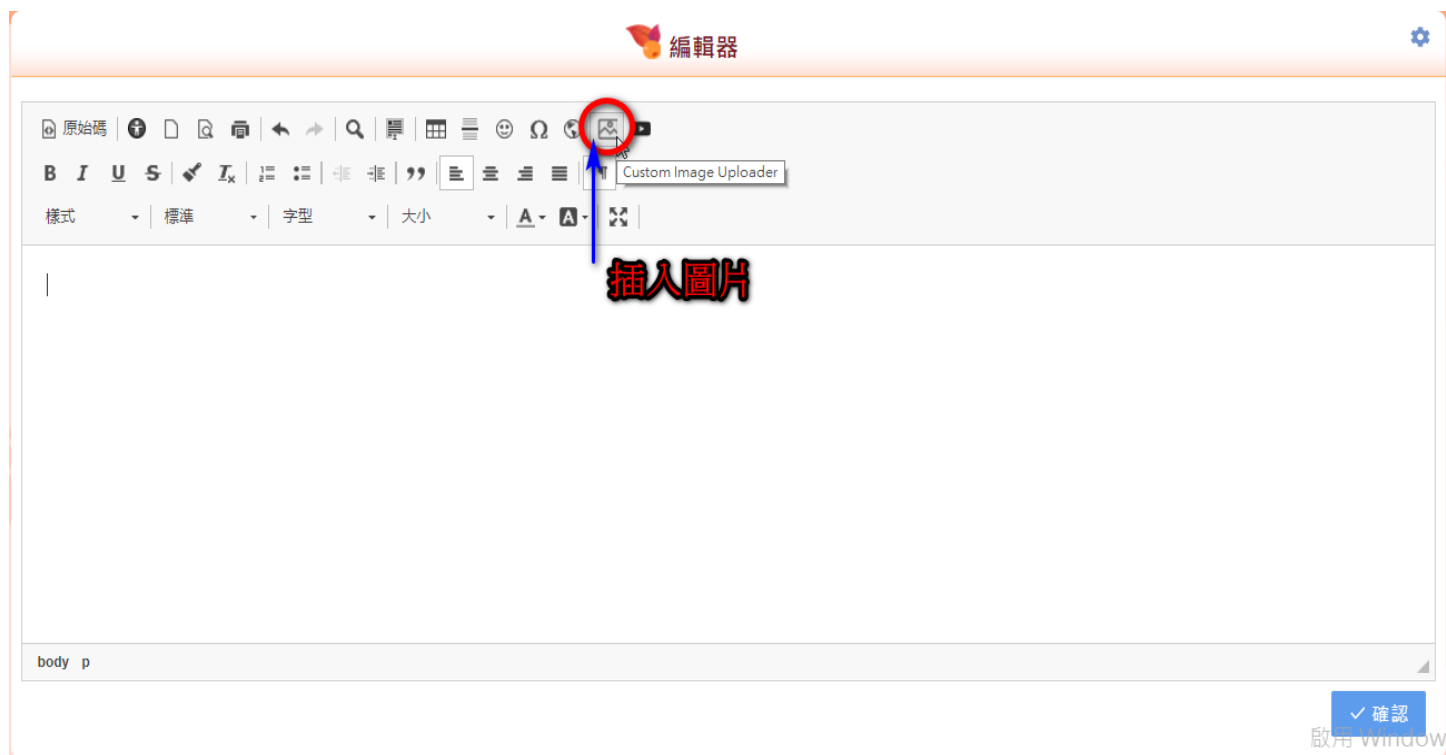 編輯器
原始碼
Custom Image Uploader
樣式 標準 字型 大小
插入圖片
body p
確認
啟用 Window